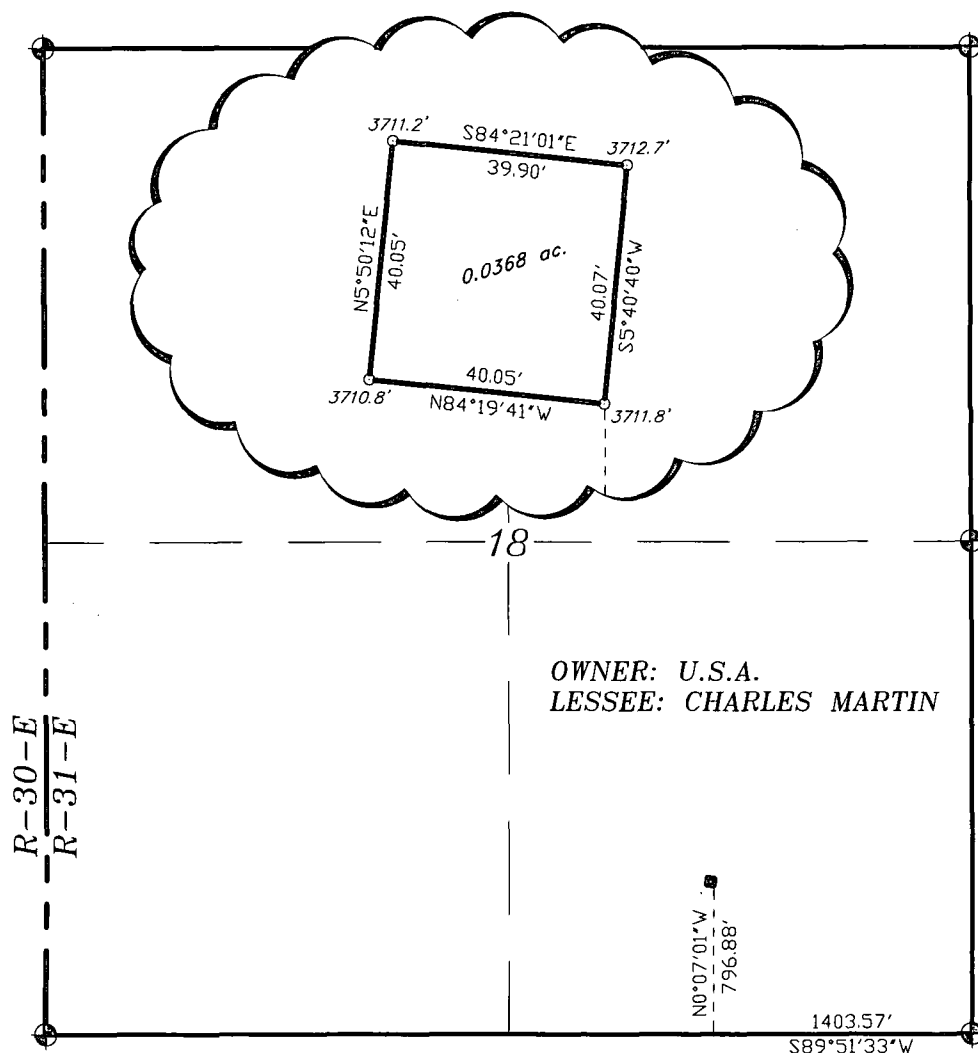 3711.2'
S84°21'01"E
3712.7'
39.90'
N5°50'12"E
40.05'
0.0368 ac.
40.07'
S5°40'40"W
40.05'
3710.8'
N84°19'41"W
3711.8'
18
OWNER: U.S.A.
LESSEE: CHARLES MARTIN
R-30-E
R-31-E
N0°07'01"W
796.88'
1403.57'
S89°51'33"W